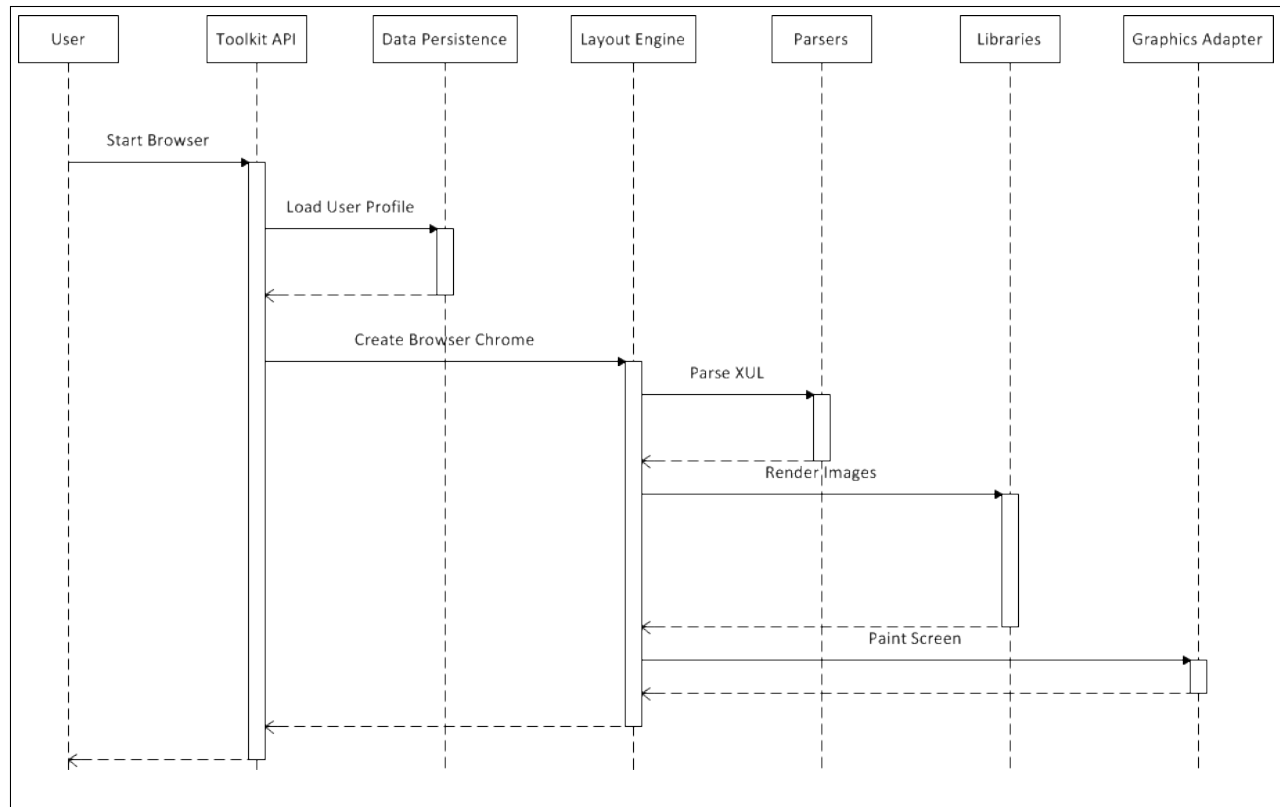 User
Toolkit API
Data Persistence
Layout Engine
Parsers
Libraries
Graphics Adapter
Start Browser
Load User Profile
Create Browser Chrome
Parse XUL
Render Images
Paint Screen